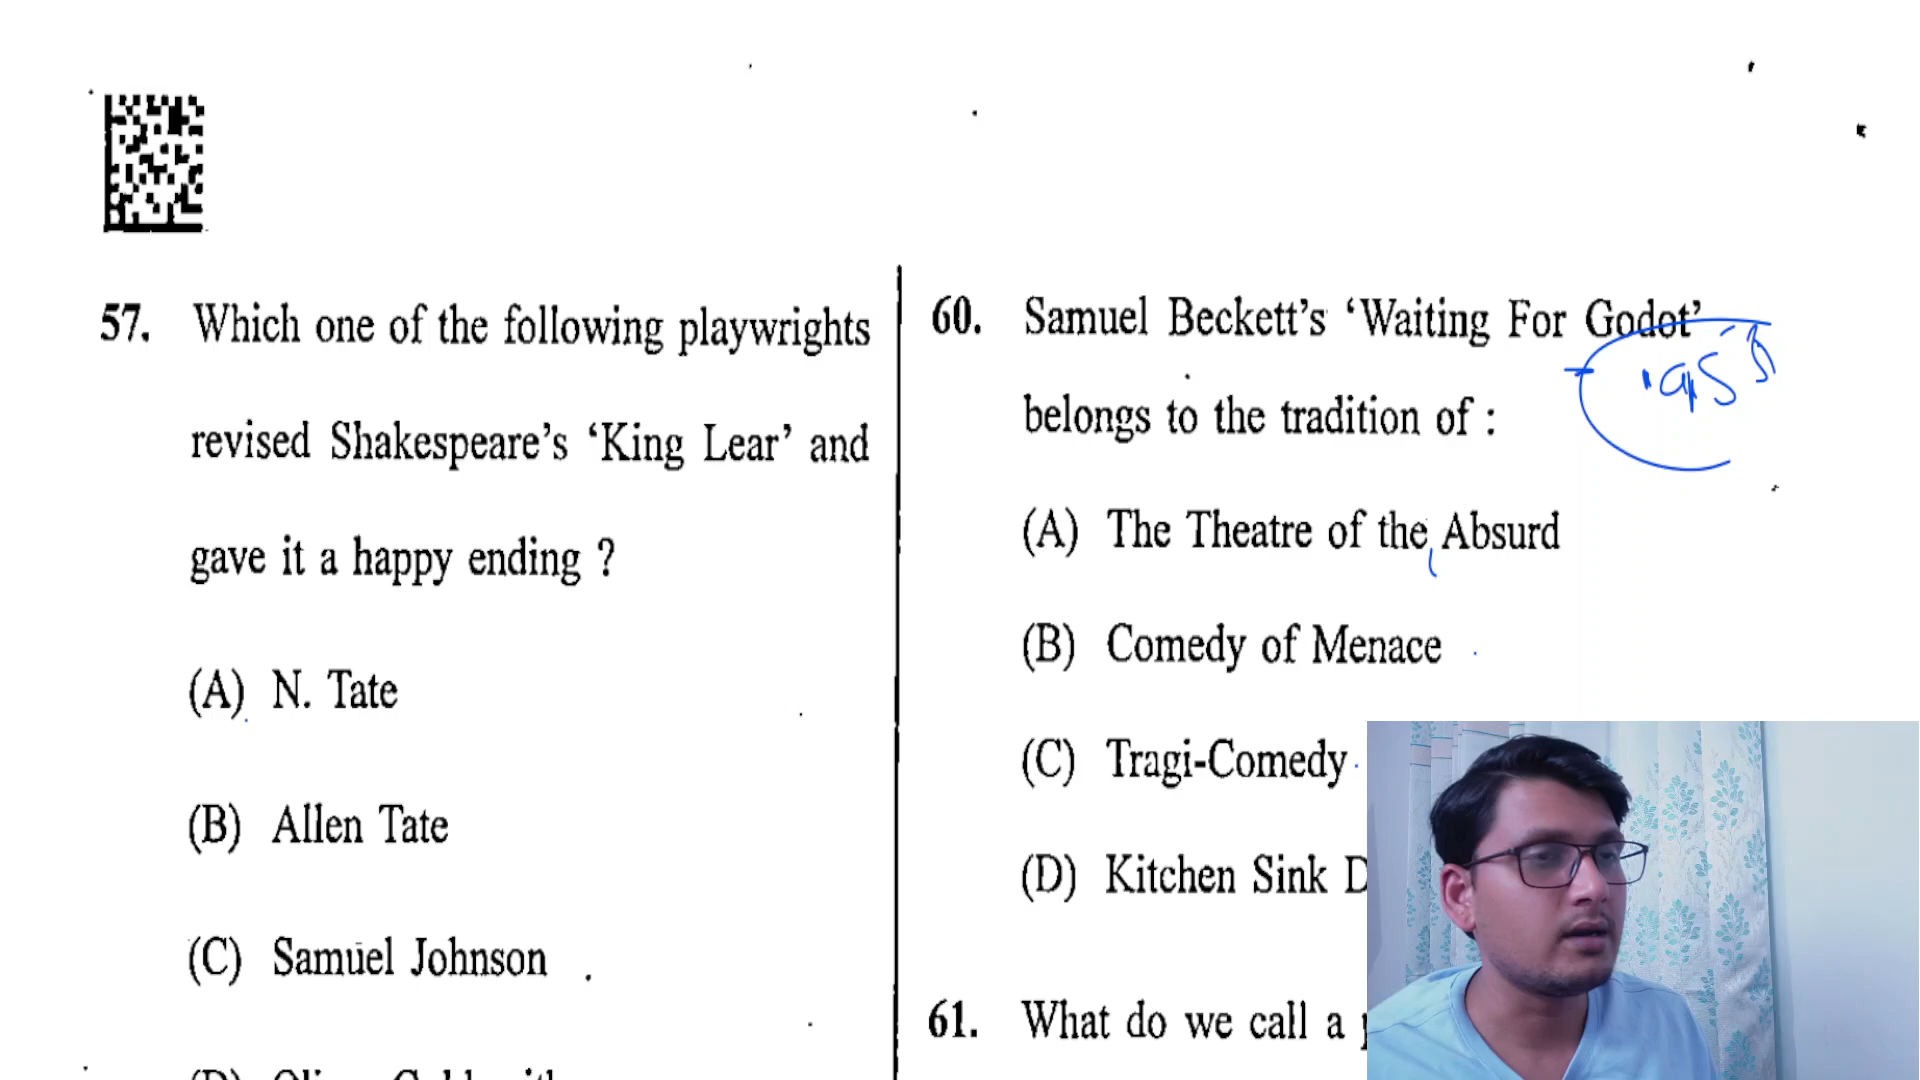 57. Which one of the following playwrights
revised Shakespeare's 'King Lear' and
gave it a happy ending ?
(A) N. Tate
(B) Allen Tate
(C) Samuel Johnson
(D)
60. Samuel Beckett's 'Waiting For Godot'
belongs to the tradition of :
(A) The Theatre of the Absurd
(B) Comedy of Menace
(C) Tragi-Comedy
(D) Kitchen Sink D
61. What do we call a